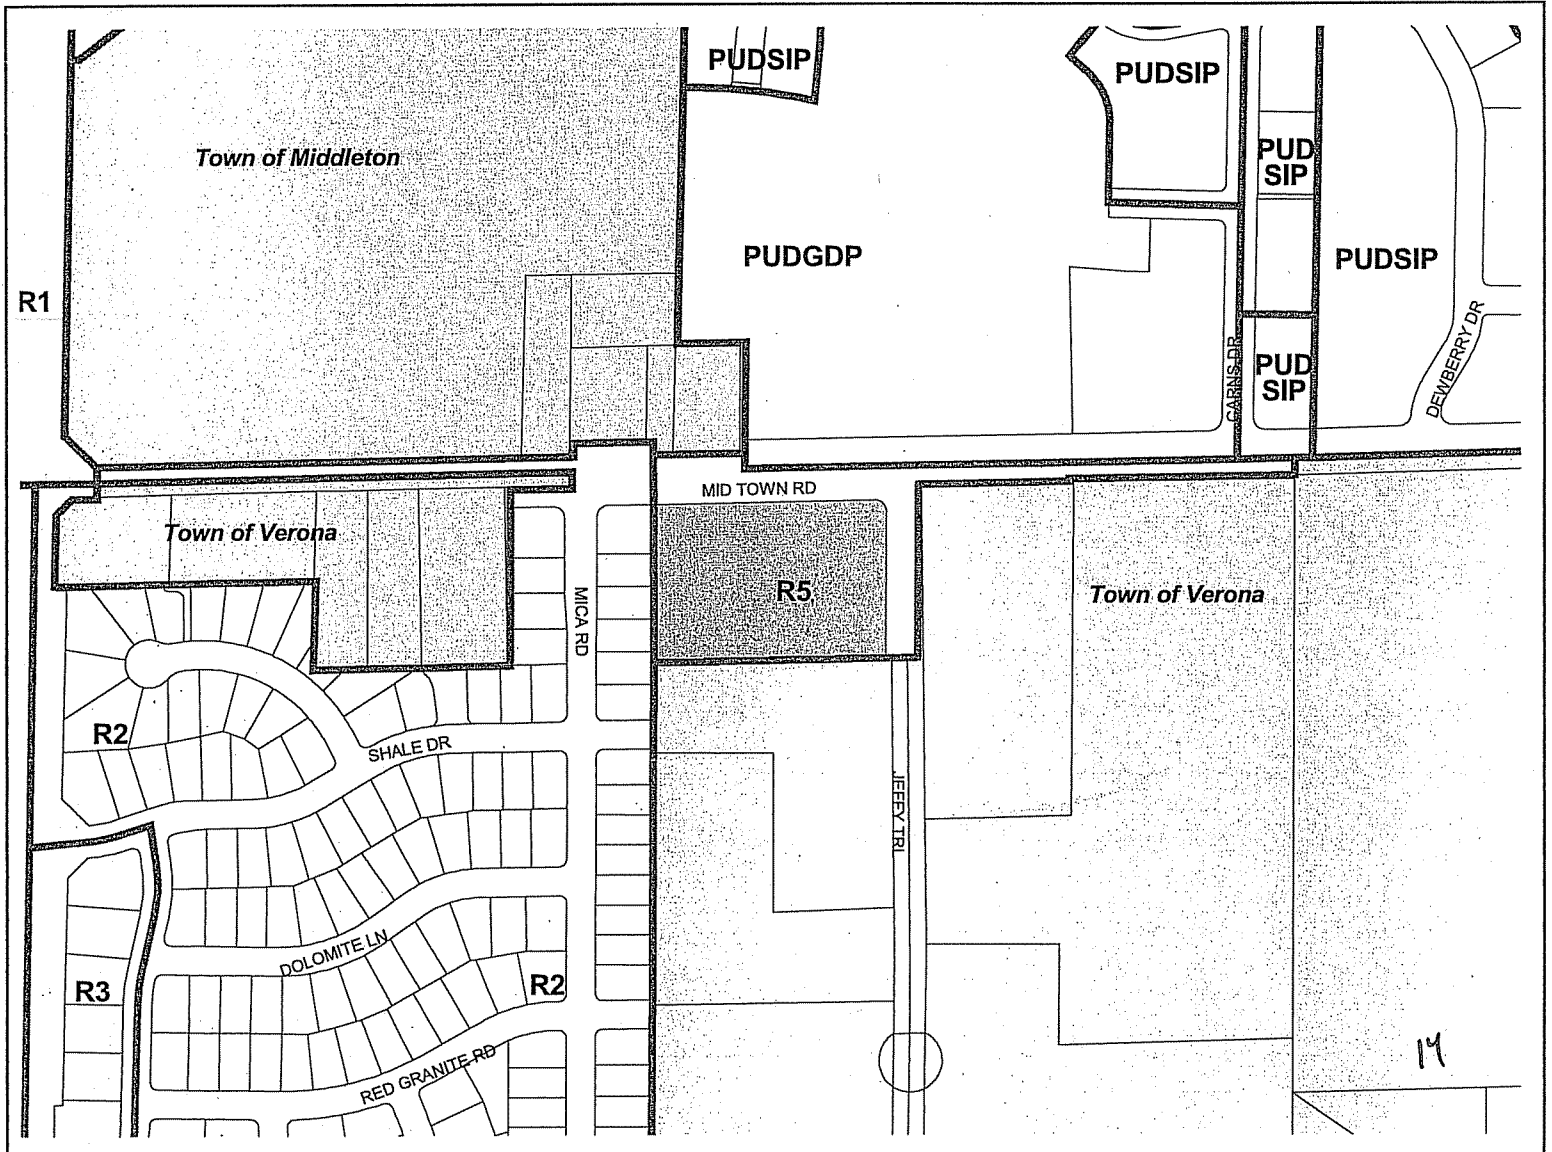 PUDSIP
PUDSIP
Town of Middleton
PUD
SIP
PUDGDP
PUDSIP
R1
CARNS DR
DEWBERRY DR
PUD
SIP
MID TOWN RD
Town of Verona
R5
Town of Verona
MICA RD
R2
SHALE DR
JEFFY TRL
DOLOMITE LN
R3
R2
RED GRANITE RD
14